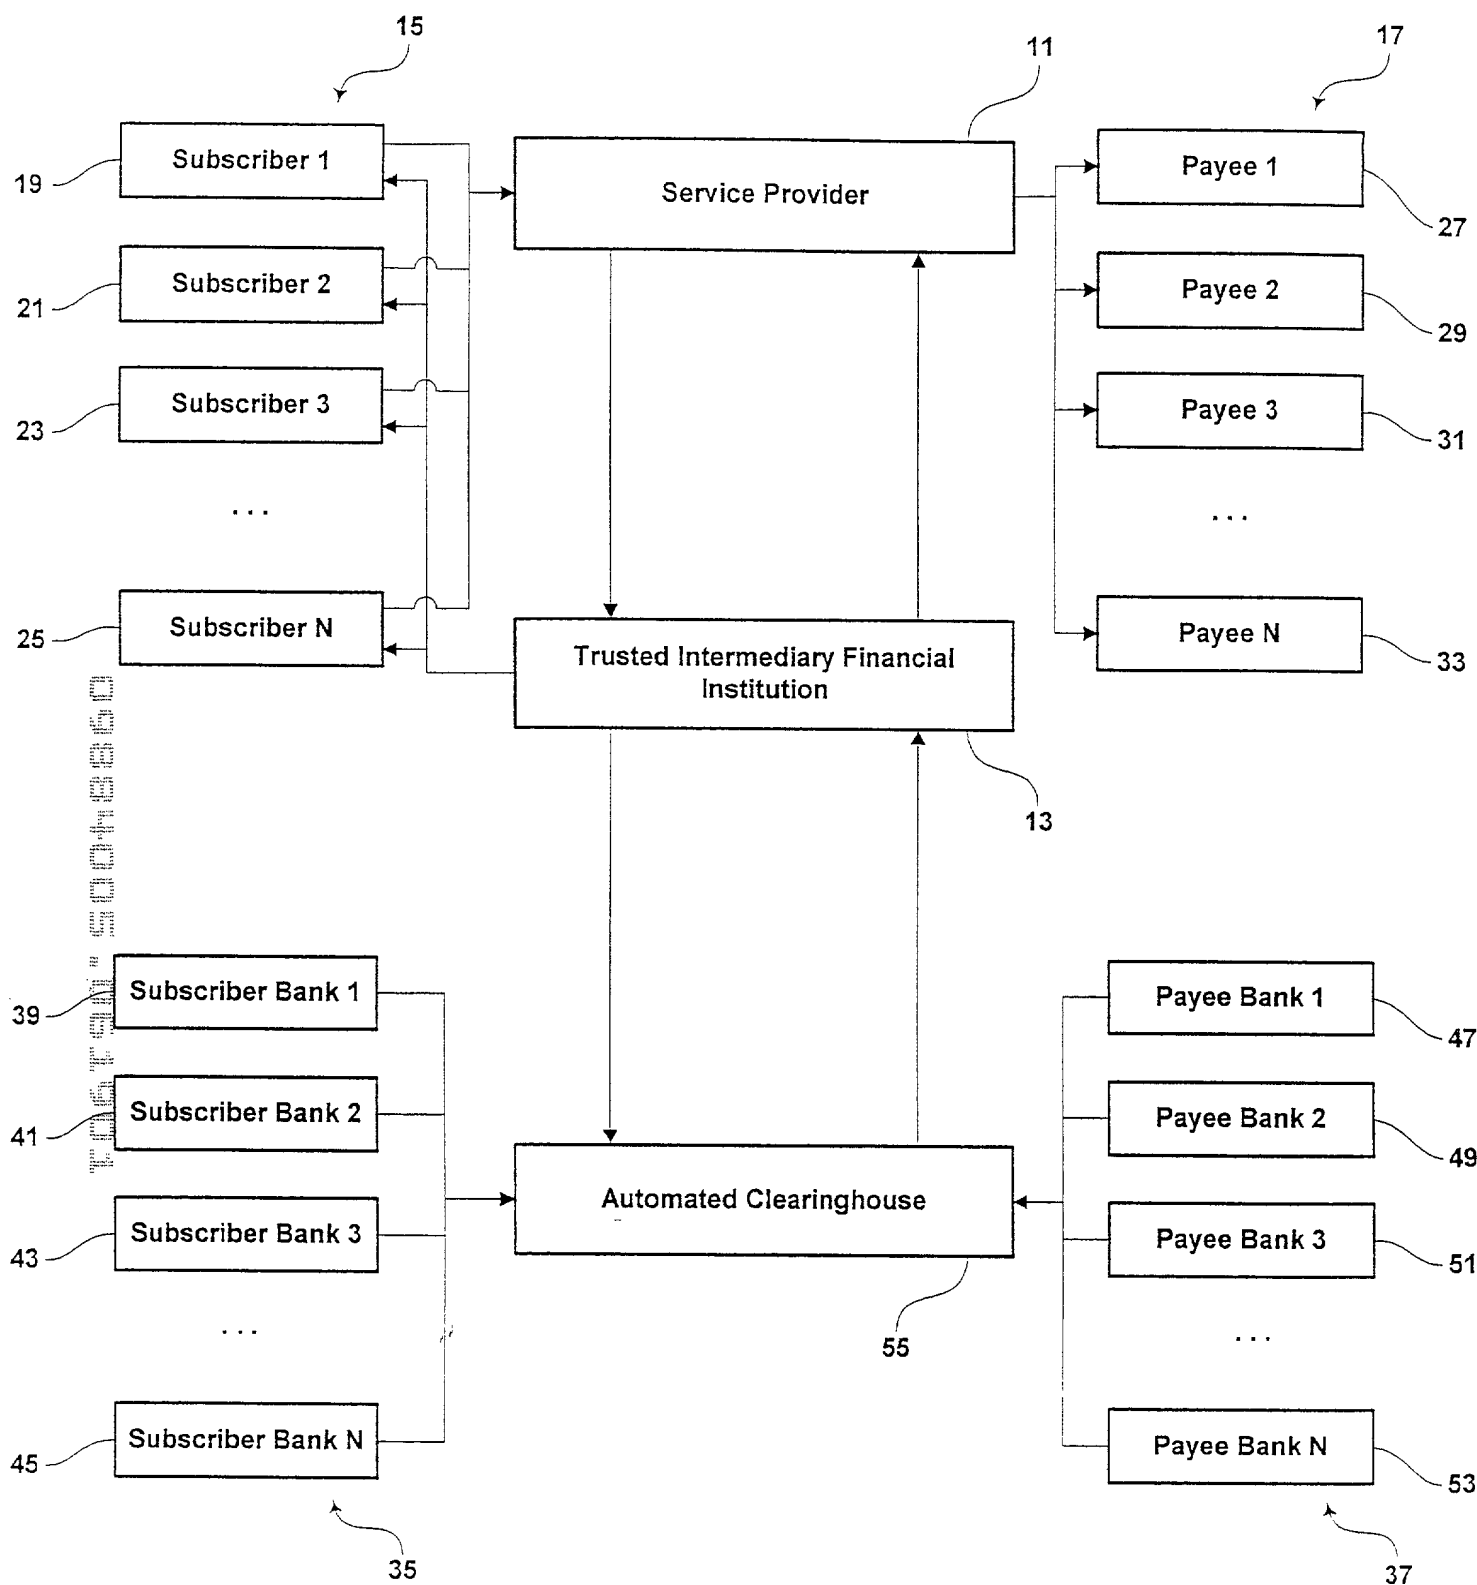 15
11
17
Subscriber 1
19
Service Provider
Payee 1
27
Subscriber 2
21
Payee 2
29
Subscriber 3
23
Payee 3
31
...
...
Subscriber N
25
Trusted Intermediary Financial
Institution
Payee N
33
13
Subscriber Bank 1
39
Payee Bank 1
47
Subscriber Bank 2
41
Payee Bank 2
49
Automated Clearinghouse
Subscriber Bank 3
43
Payee Bank 3
51
...
55
...
Subscriber Bank N
45
Payee Bank N
53
35
37